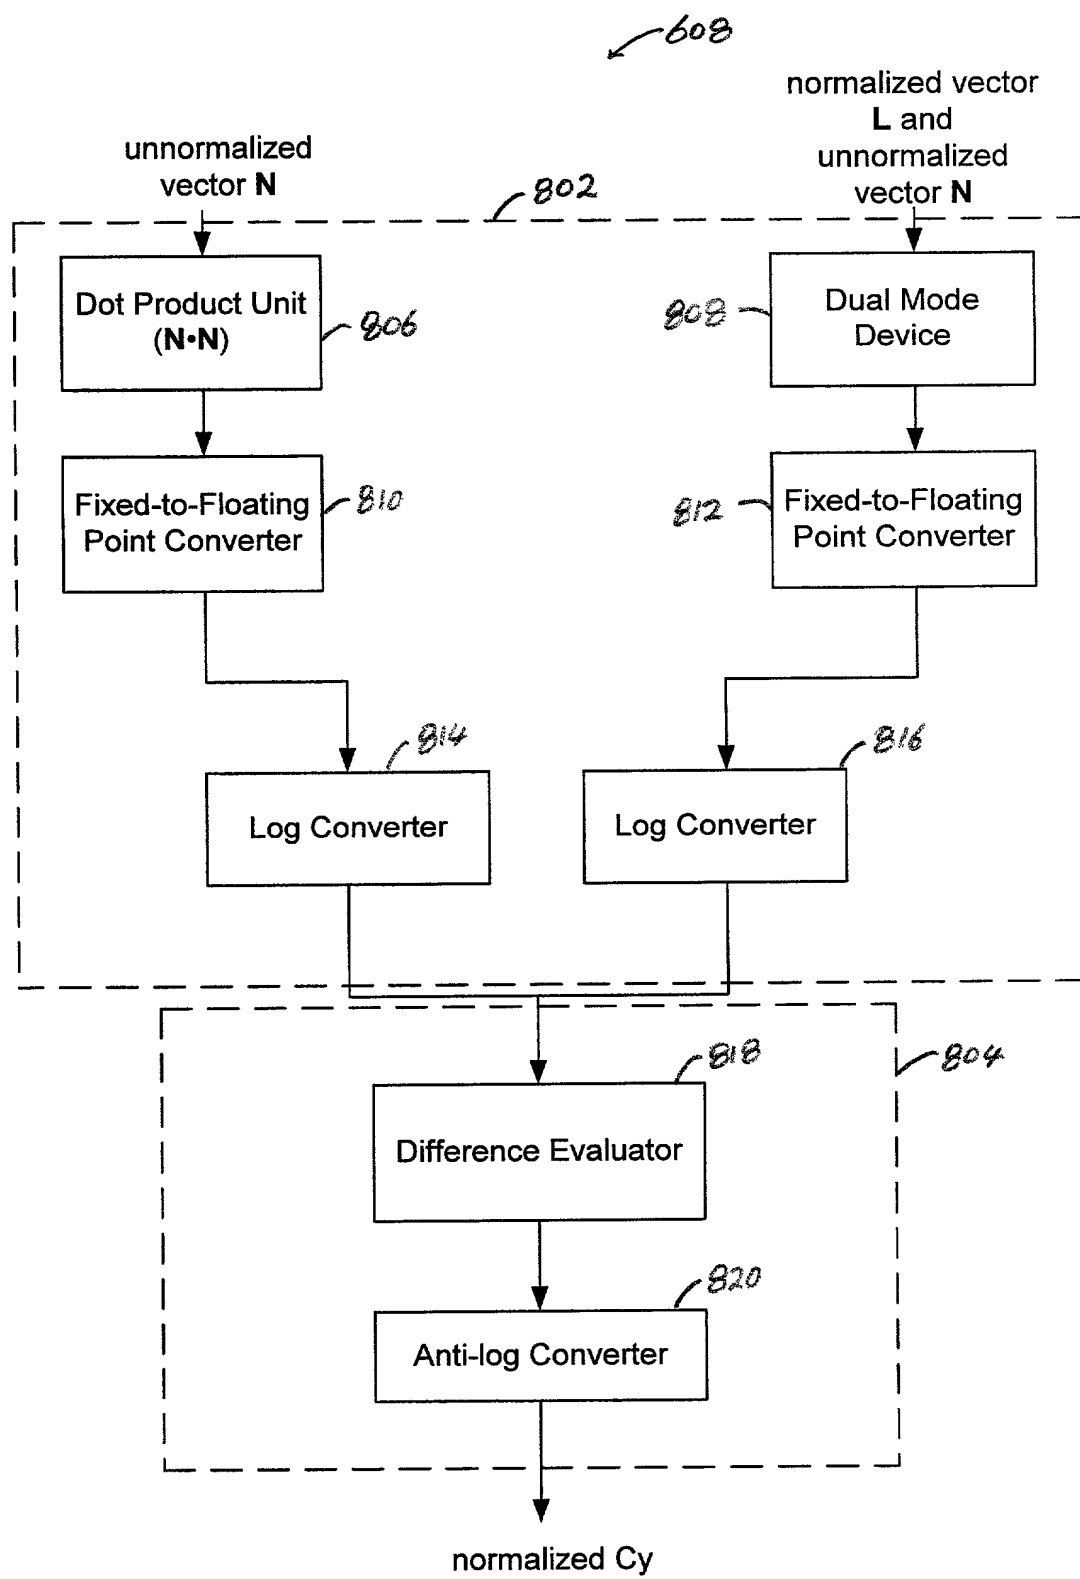 608
normalized vector
L and
unnormalized
vector N
unnormalized
vector N
802
Dot Product Unit
(N•N)
806
808
Dual Mode
Device
Fixed-to-Floating
Point Converter
810
812
Fixed-to-Floating
Point Converter
814
816
Log Converter
Log Converter
818
804
Difference Evaluator
820
Anti-log Converter
normalized Cy